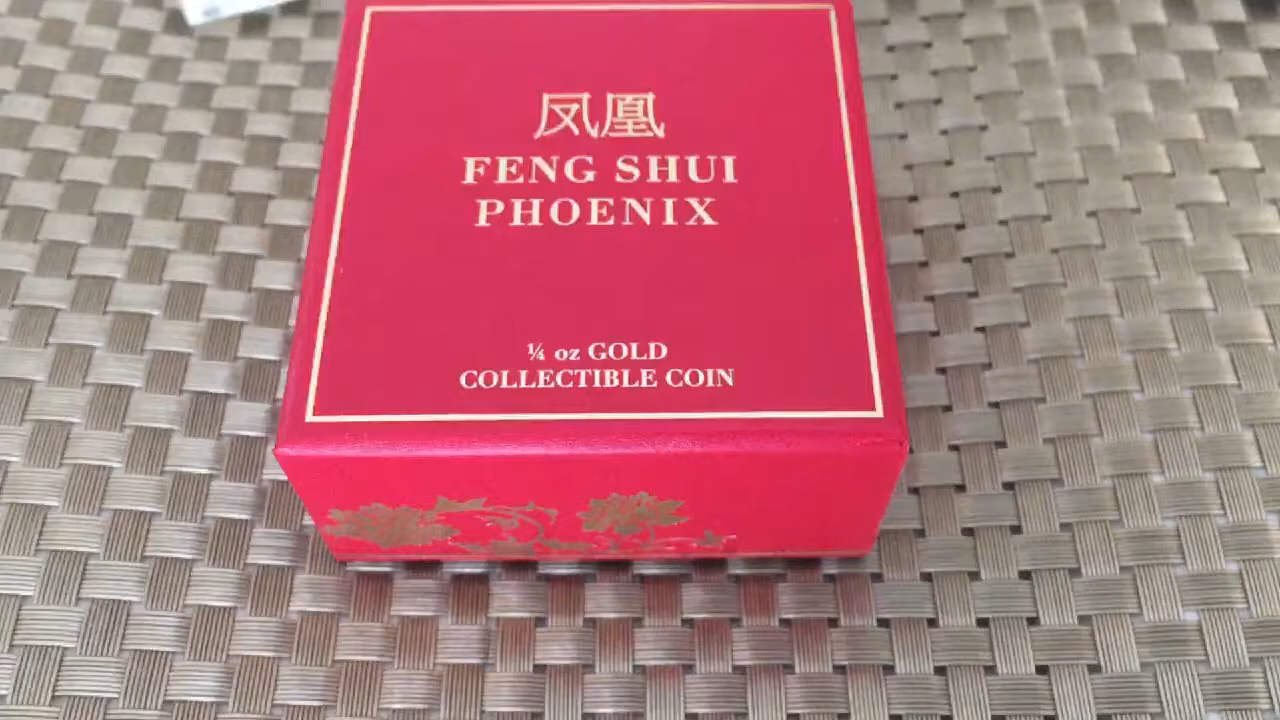 凤凰
FENG SHUI
PHOENIX
¼ oz GOLD
COLLECTIBLE COIN